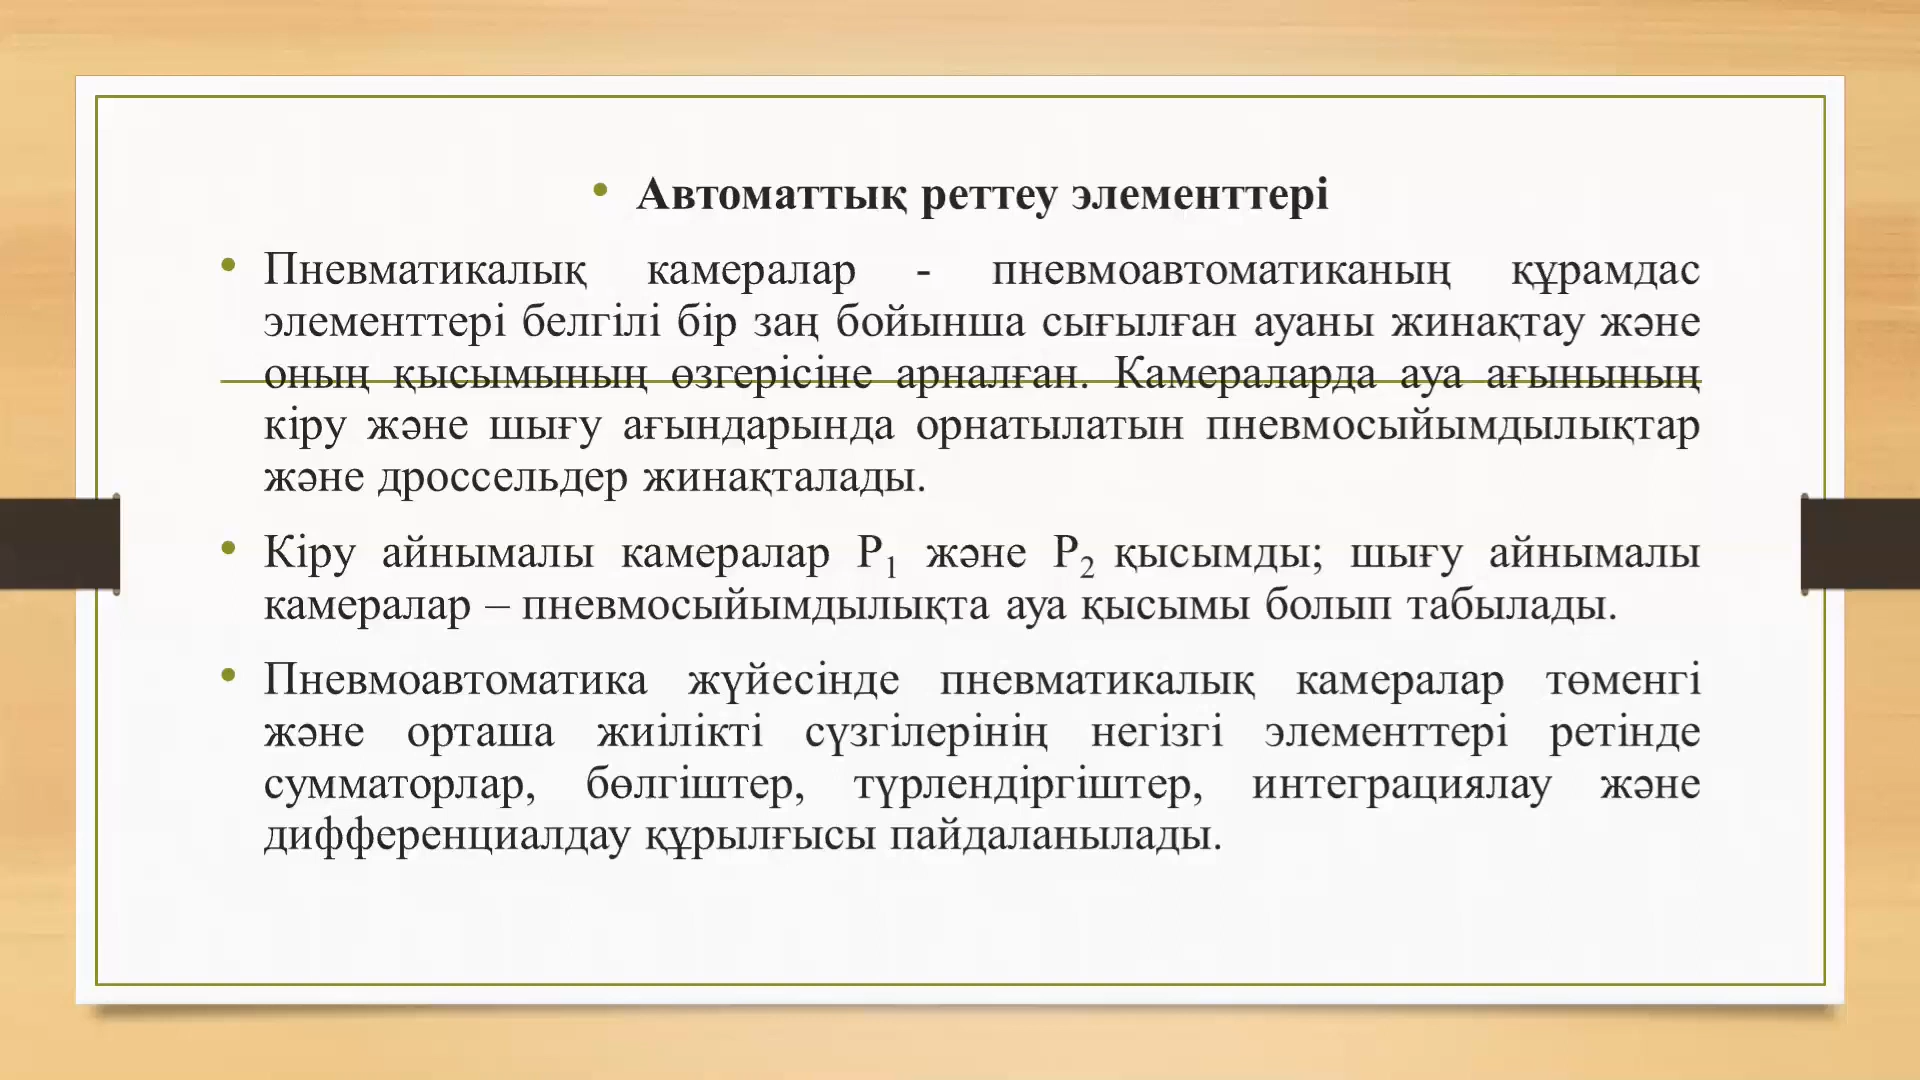 • Автоматтық реттеу элементтері
• Пневматикалық камералар - пневмоавтоматиканың құрамдас
элементтері белгілі бір заң бойынша сығылған ауаны жинақтау және
оның қысымының өзгерісіне арналған. Камераларда ауа ағынының
кіру және шығу ағындарында орнатылатын пневмосыйымдылықтар
және дроссельдер жинақталады.
• Кіру айнымалы камералар Р₁ және Р₂ қысымды; шығу айнымалы
камералар – пневмосыйымдылықта ауа қысымы болып табылады.
• Пневмоавтоматика жүйесінде пневматикалық камералар төменгі
және орташа жиілікті сүзгілерінің негізгі элементтері ретінде
сумматорлар, бөлгіштер, түрлендіргіштер, интеграциялау және
дифференциалдау құрылғысы пайдаланылады.